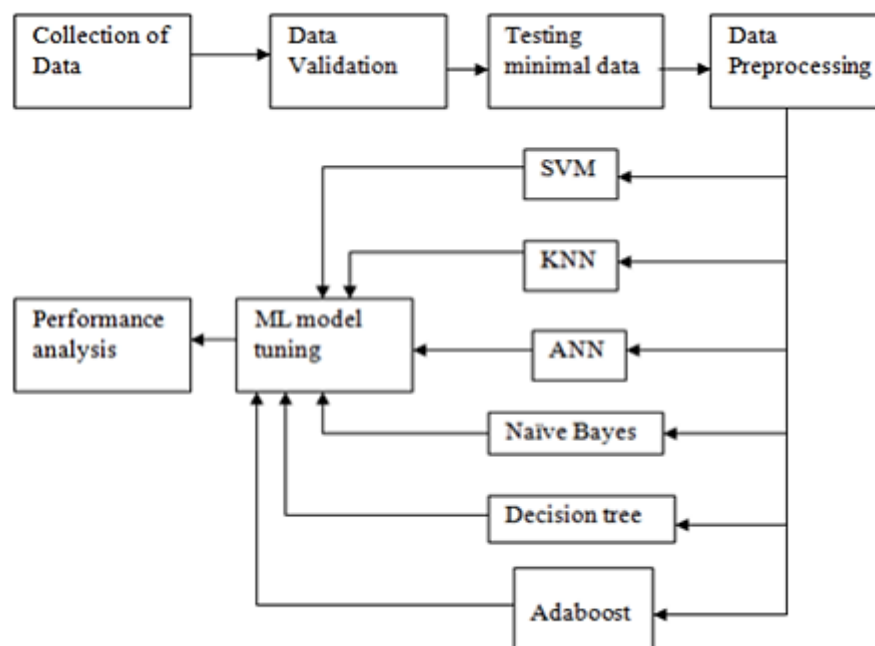 Collection of
Data
Data
Validation
Testing
minimal data
Data
Preprocessing
SVM
KNN
Performance
analysis
ML model
tuning
ANN
Naïve Bayes
Decision tree
Adaboost